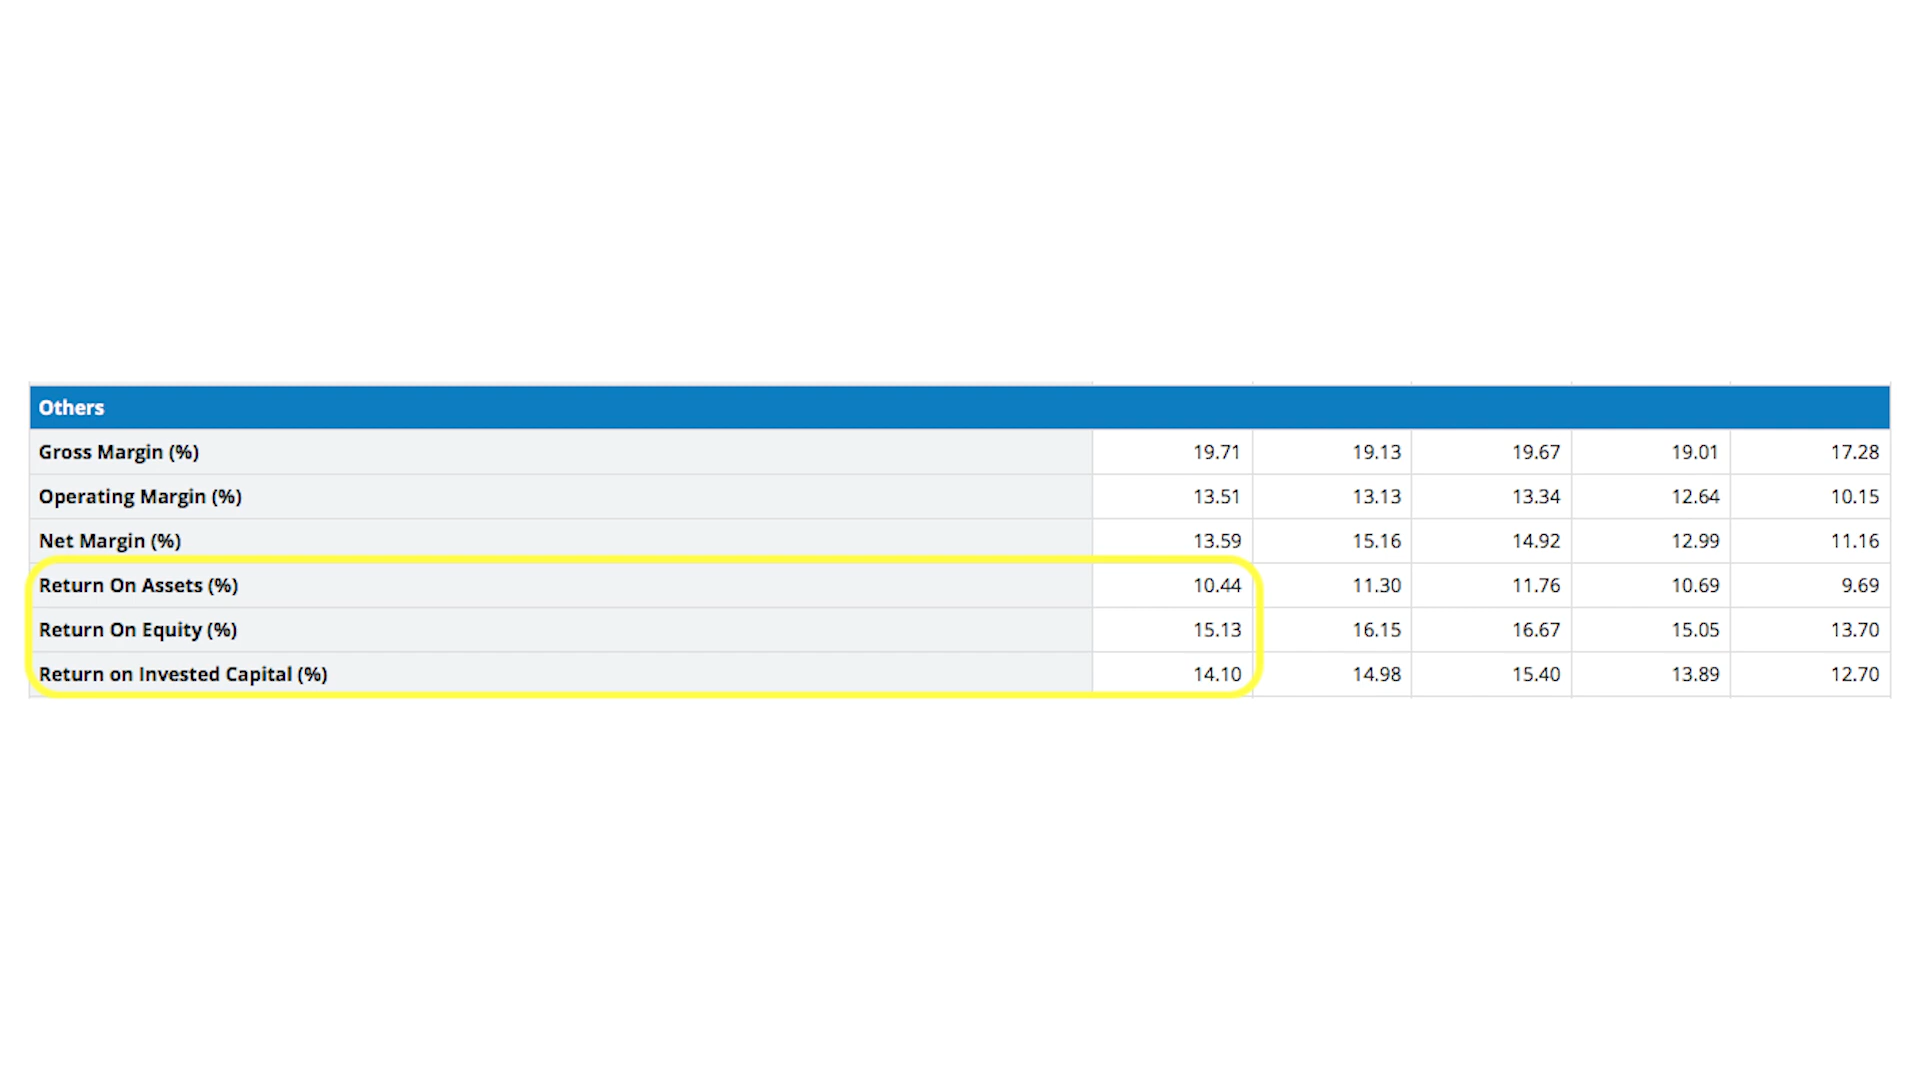 Others
Gross Margin (%) 19.71 19.13 19.67 19.01 17.28
Operating Margin (%) 13.51 13.13 13.34 12.64 10.15
Net Margin (%) 13.59 15.16 14.92 12.99 11.16
Return On Assets (%) 10.44 11.30 11.76 10.69 9.69
Return On Equity (%) 15.13 16.15 16.67 15.05 13.70
Return on Invested Capital (%) 14.10 14.98 15.40 13.89 12.70